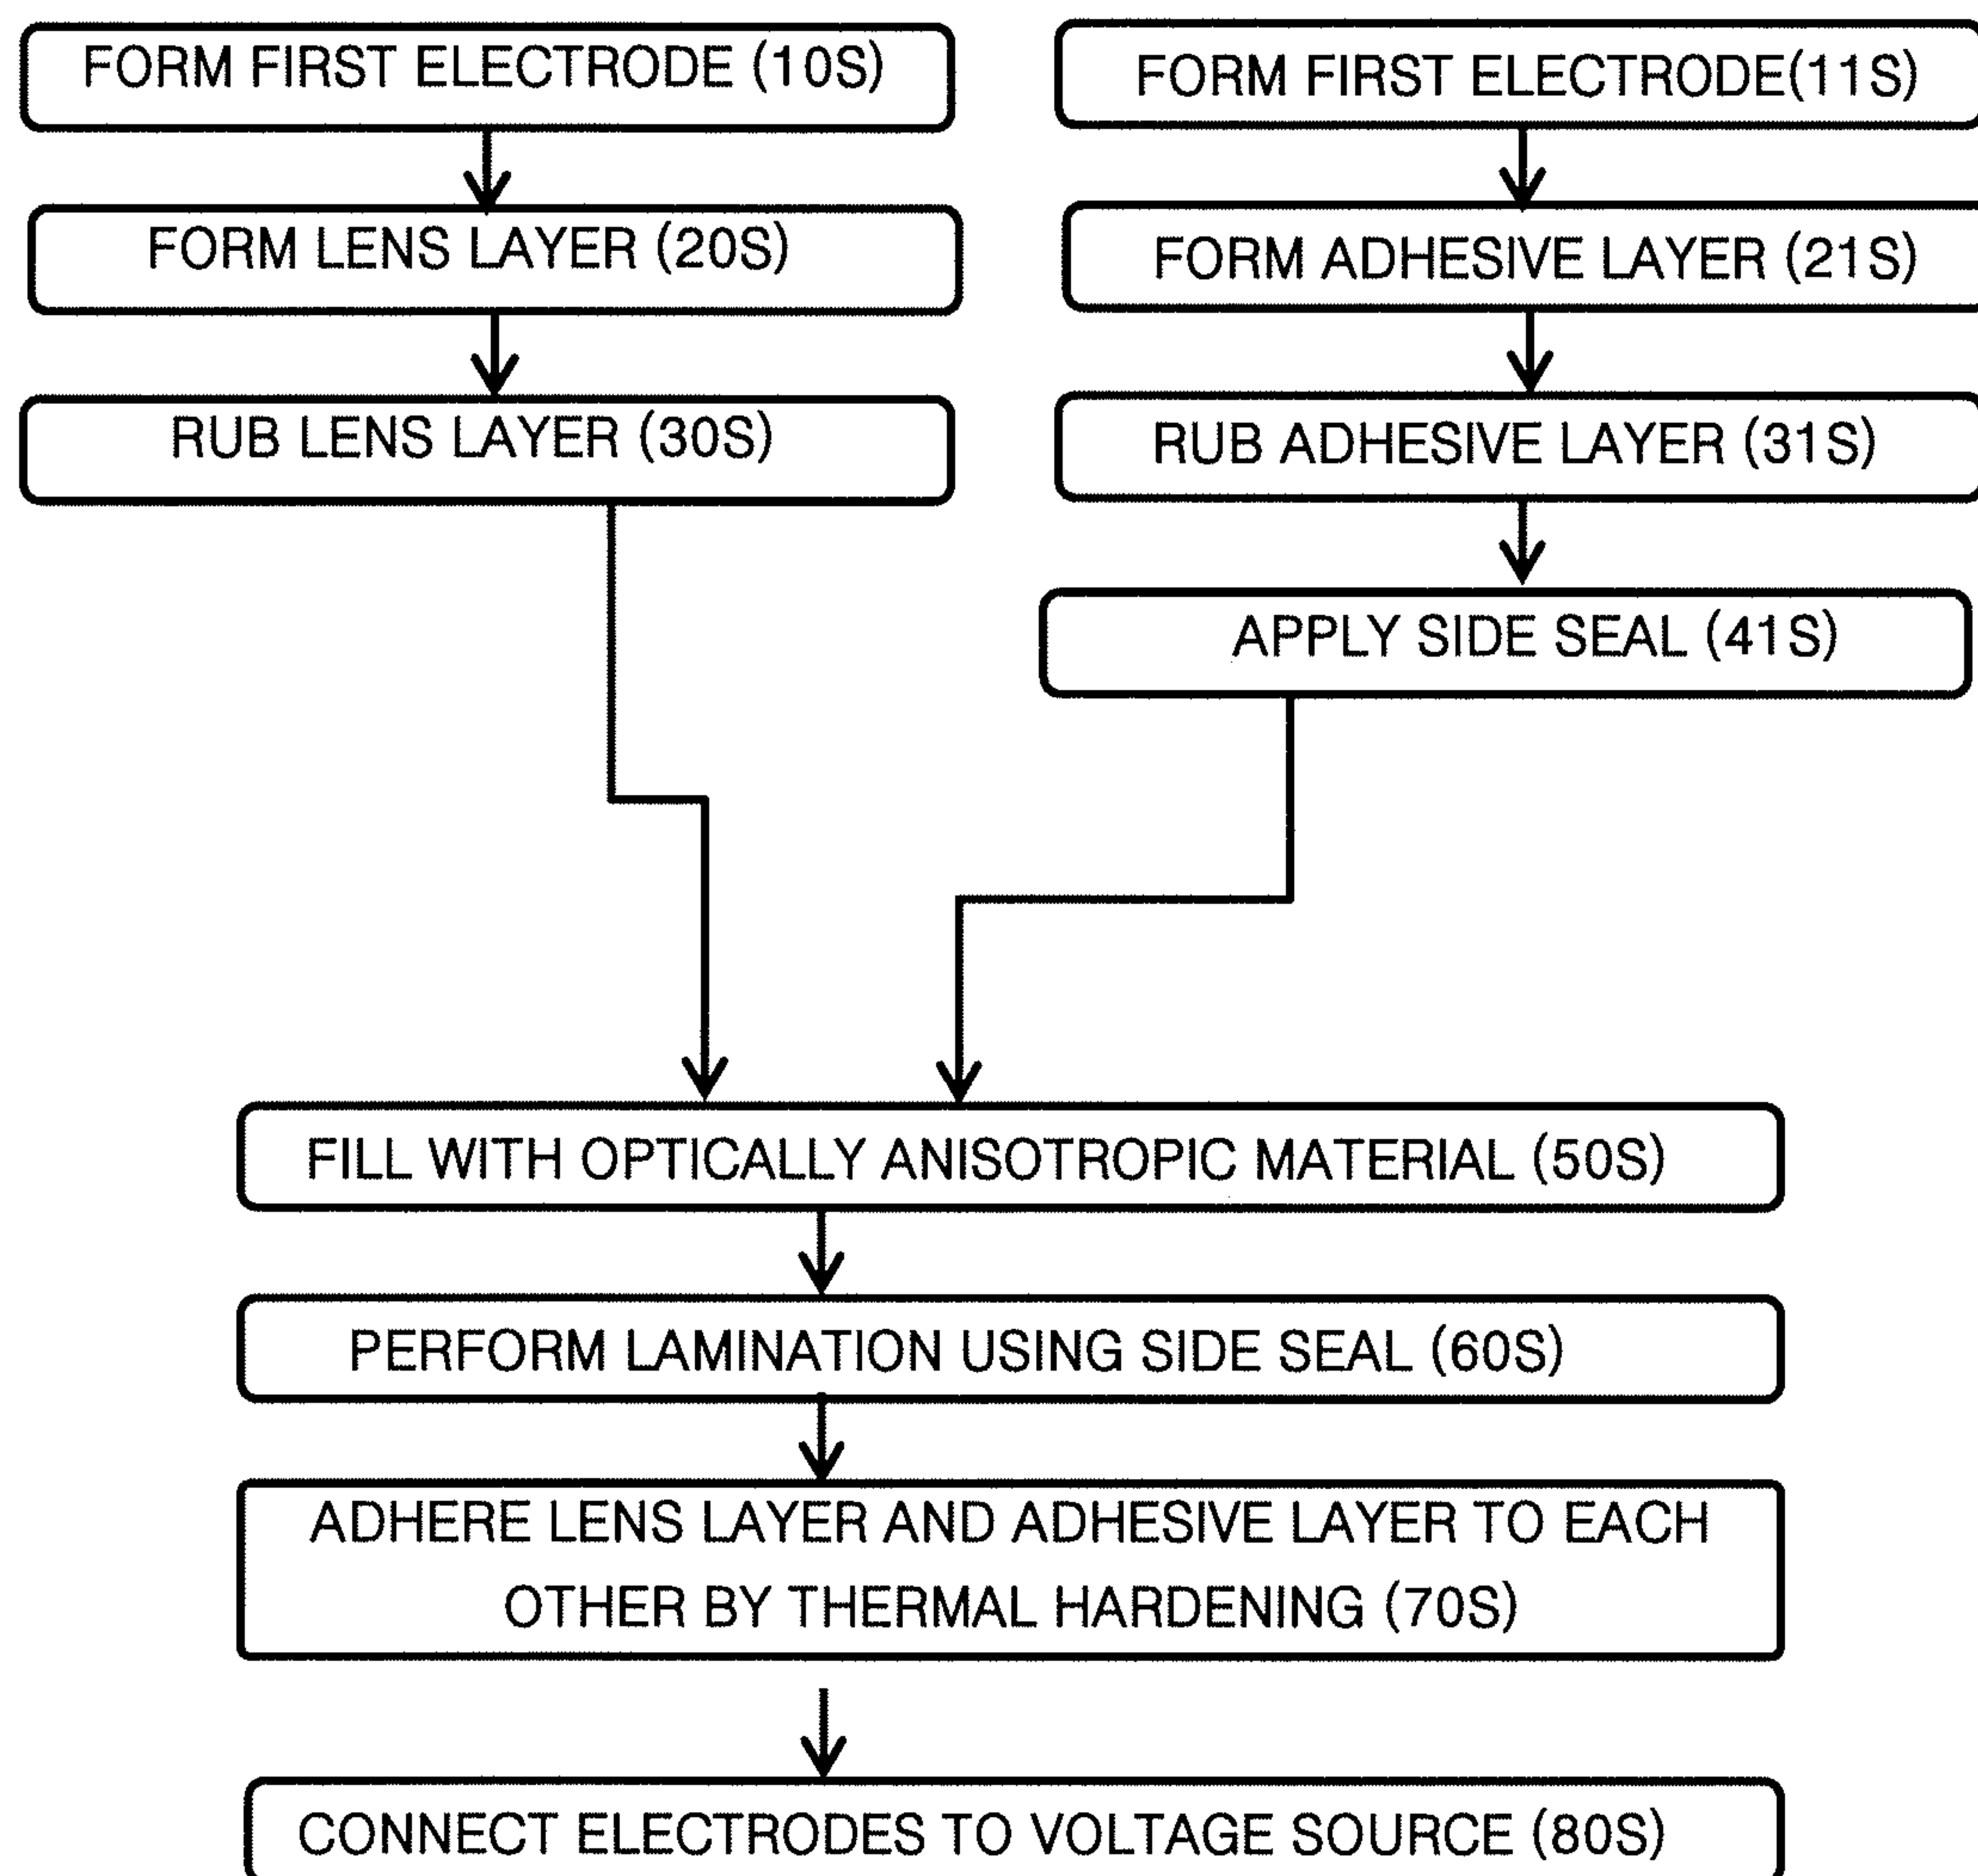 FORM FIRST ELECTRODE (10S)
FORM LENS LAYER (20S)
RUB LENS LAYER (30S)
FORM FIRST ELECTRODE(11S)
FORM ADHESIVE LAYER (21S)
RUB ADHESIVE LAYER (31S)
APPLY SIDE SEAL (41S)
FILL WITH OPTICALLY ANISOTROPIC MATERIAL (50S)
PERFORM LAMINATION USING SIDE SEAL (60S)
ADHERE LENS LAYER AND ADHESIVE LAYER TO EACH
OTHER BY THERMAL HARDENING (70S)
CONNECT ELECTRODES TO VOLTAGE SOURCE (80S)